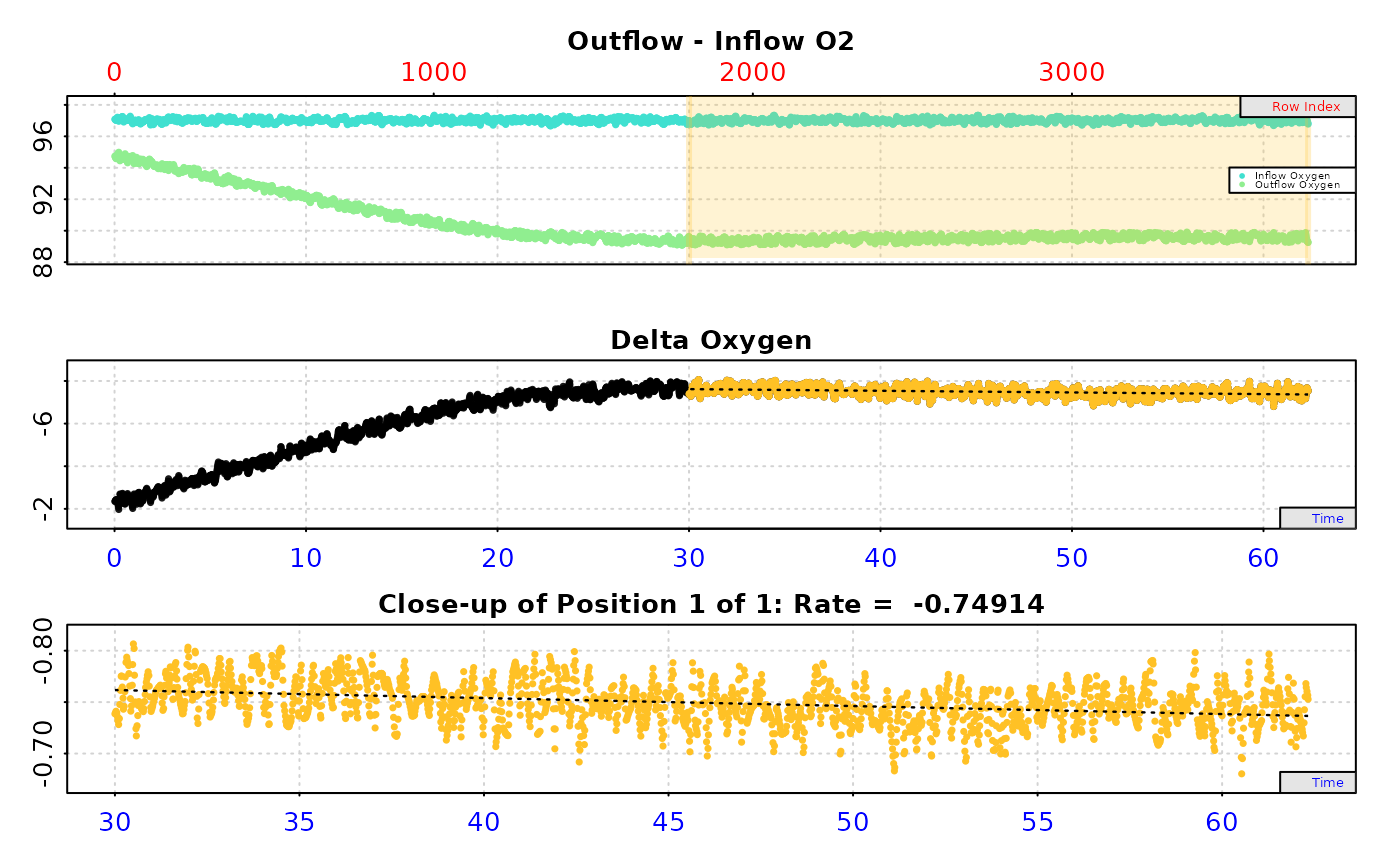 Outflow - Inflow O2
0 1000 2000 3000
Row Index
96
92
88
Inflow Oxygen
Outflow Oxygen
Delta Oxygen
-6
-2
Time
0 10 20 30 40 50 60
Close-up of Position 1 of 1: Rate = -0.74914
-0.80
-0.70
Time
30 35 40 45 50 55 60